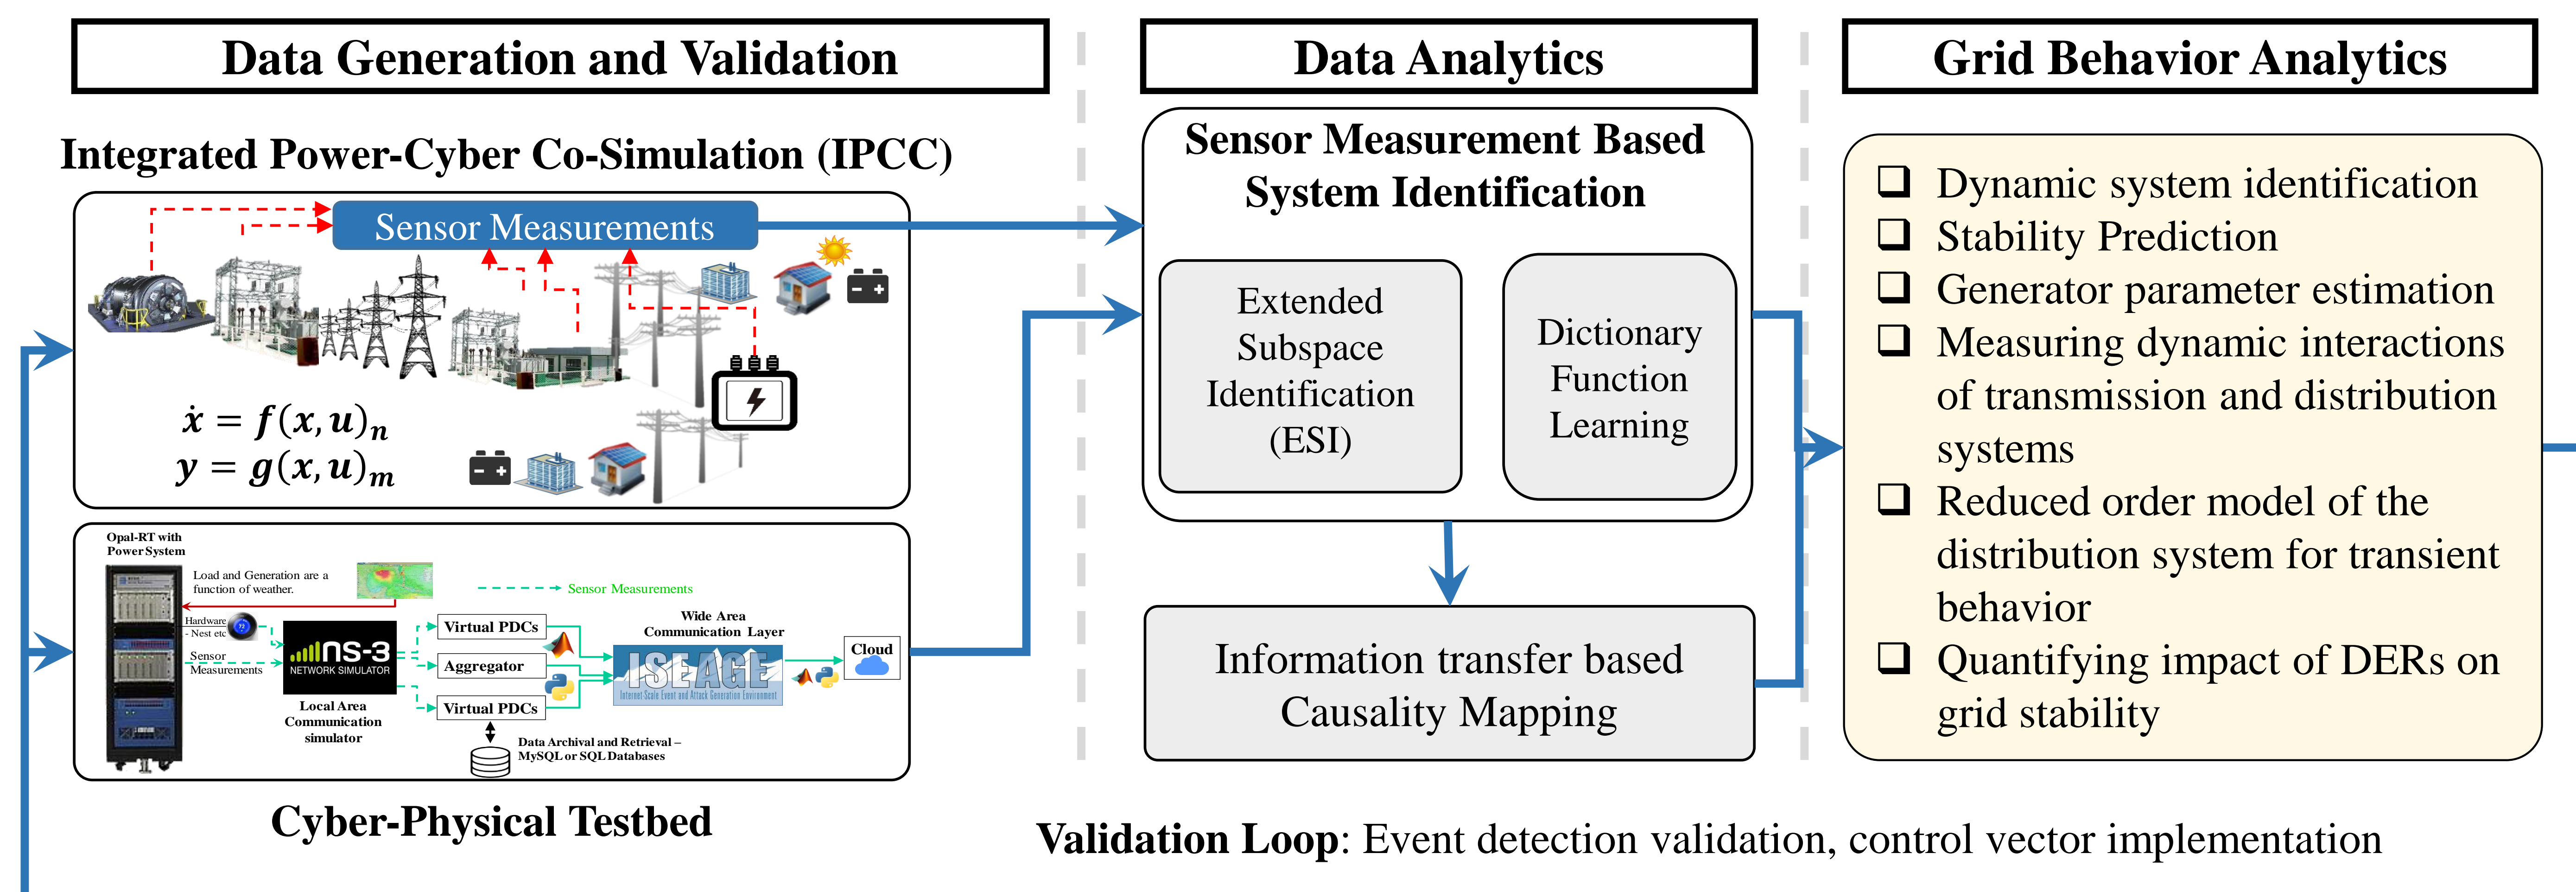 Data Generation and Validation
Data Analytics
Grid Behavior Analytics
Integrated Power-Cyber Co-Simulation (IPCC)
Sensor Measurements
ẋ = f(x, u)ₙ
y = g(x, u)ₘ
Opal-RT with
Power System
Load and Generation are a
function of weather.
Sensor Measurements
Hardware
- Nest etc
72
Sensor
Measurements
ns-3
NETWORK SIMULATOR
Local Area
Communication
simulator
Virtual PDCs
Aggregator
Virtual PDCs
Data Archival and Retrieval –
MySQL or SQL Databases
Wide Area
Communication Layer
ISEAGE
Internet-Scale Event and Attack Generation Environment
Cloud
Cyber-Physical Testbed
Sensor Measurement Based
System Identification
Extended
Subspace
Identification
(ESI)
Dictionary
Function
Learning
Information transfer based
Causality Mapping
Dynamic system identification
Stability Prediction
Generator parameter estimation
Measuring dynamic interactions
of transmission and distribution
systems
Reduced order model of the
distribution system for transient
behavior
Quantifying impact of DERs on
grid stability
Validation Loop: Event detection validation, control vector implementation